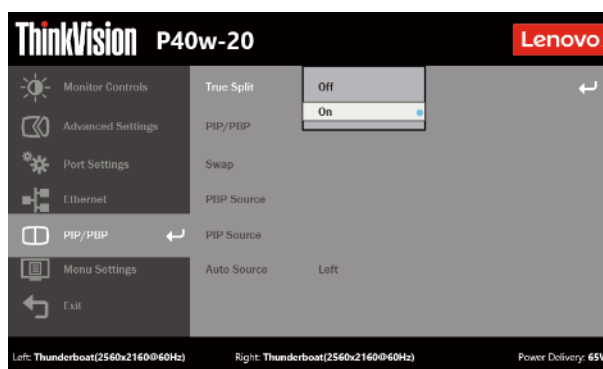 ThinkVision P40w-20 Lenovo
Monitor Controls True Split Off
On
Advanced Settings PIP/PBP
Port Settings Swap
Ethernet PBP Source
PIP/PBP PIP Source
Menu Settings Auto Source Left
Exit
Left: Thunderboat(2560x2160@60Hz) Right: Thunderboat(2560x2160@60Hz) Power Delivery: 65W